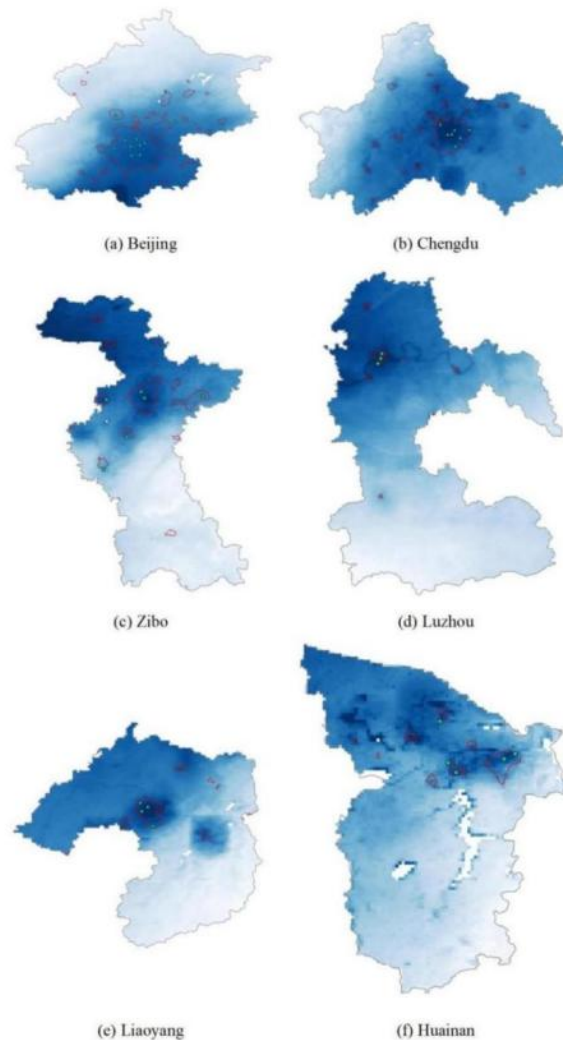 (a) Beijing
(b) Chengdu
(c) Zibo
(d) Luzhou
(e) Liaoyang
(f) Huainan